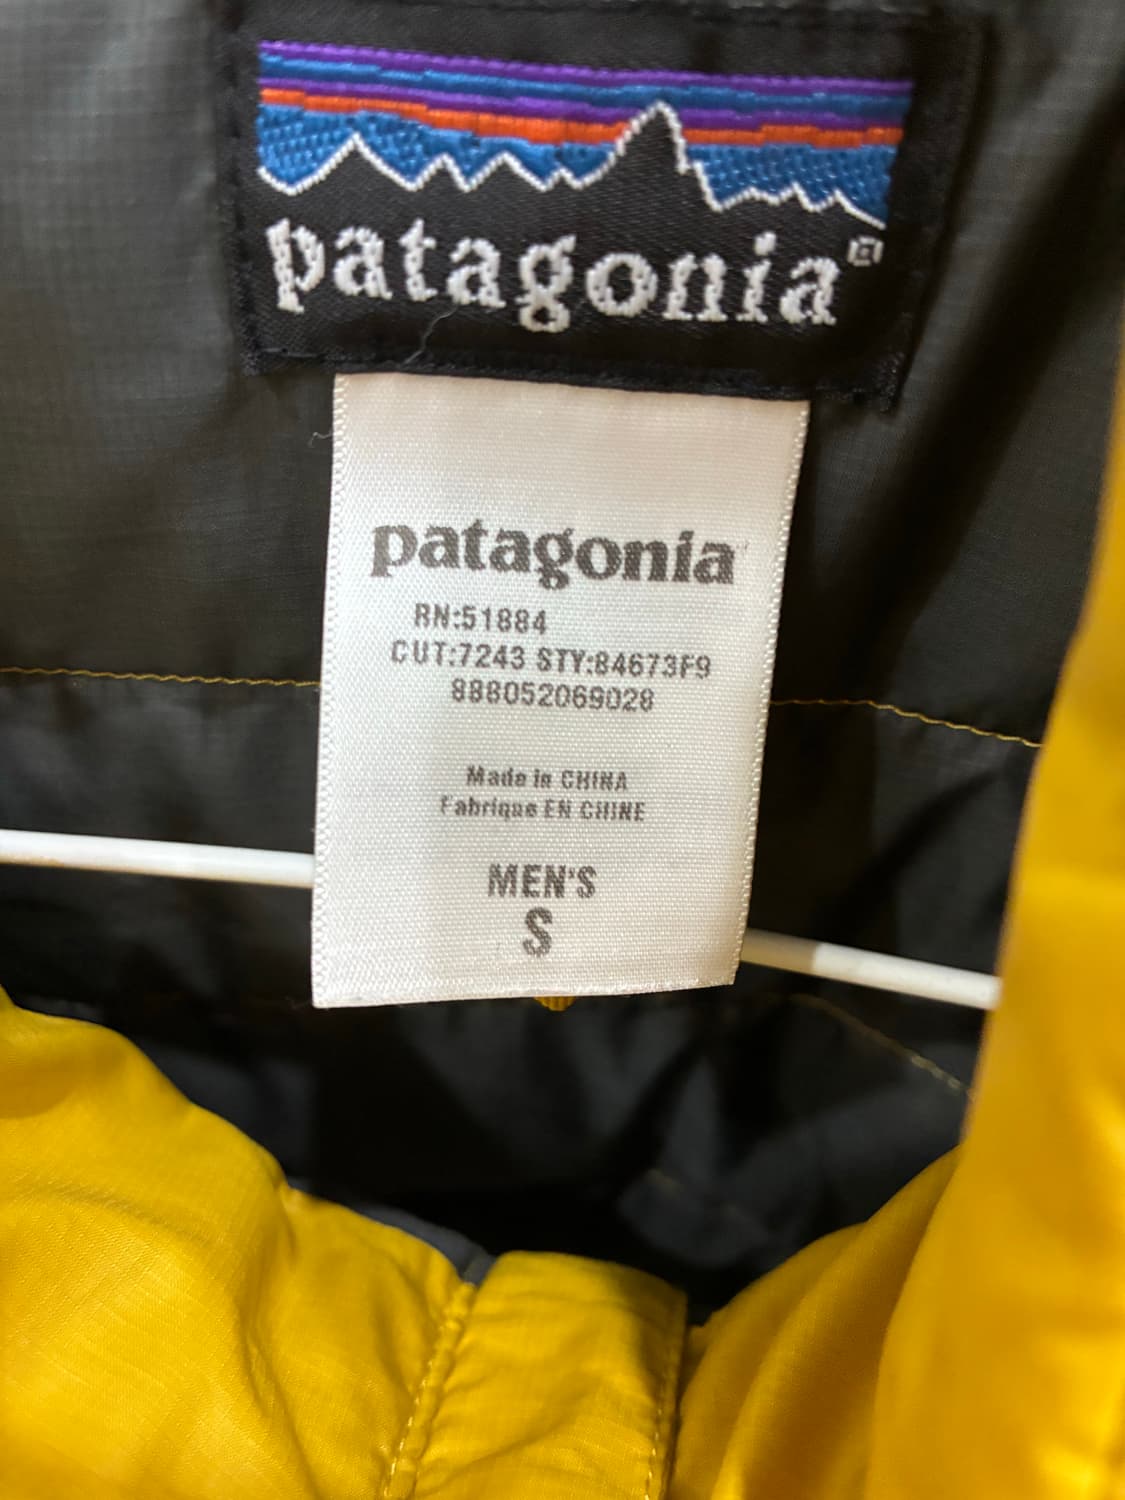 patagonia®
patagonia
RN:51884
CUT:7243 STY:84673F9
888052069028
Made in CHINA
Fabrique EN CHINE
MEN'S
S